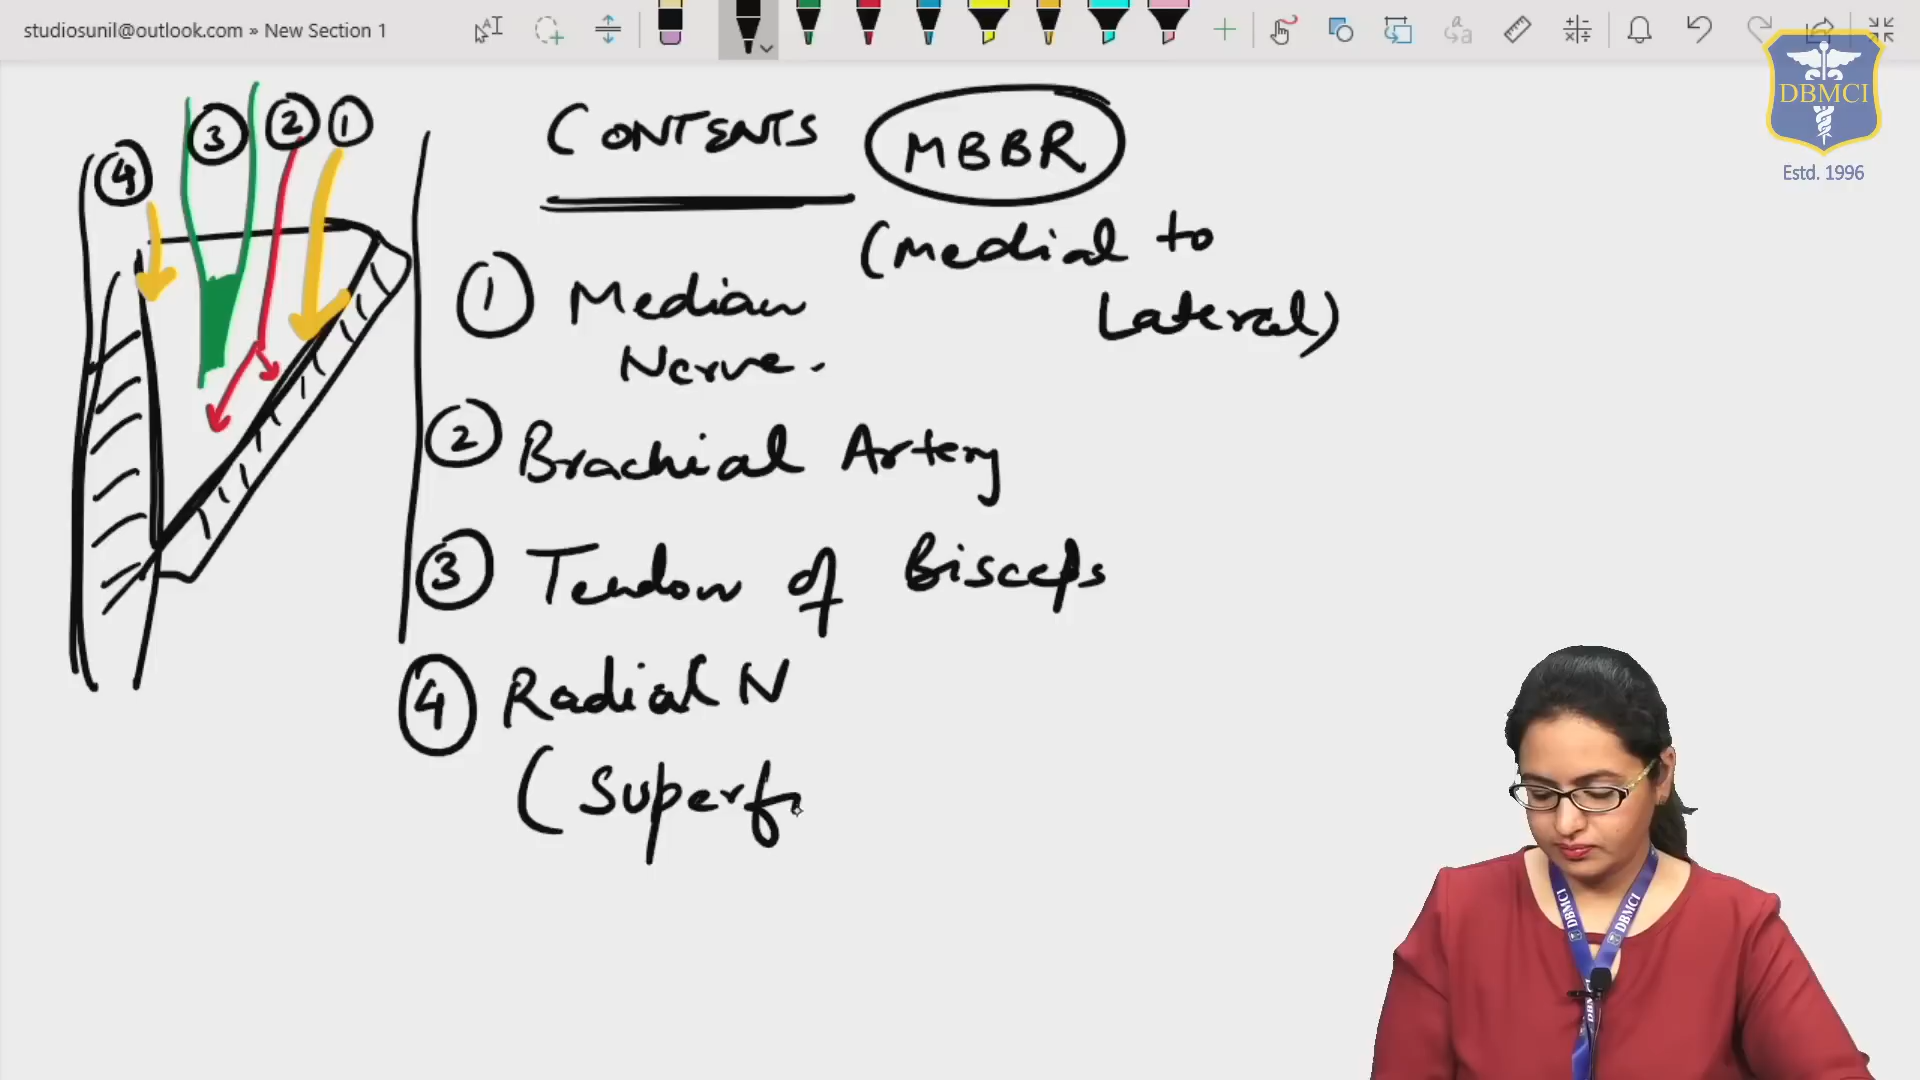 studiosunil@outlook.com » New Section 1
DBMCI
Estd. 1996
4 3 2 1
CONTENTS MBBR
(Medial to
Lateral)
1 Median
Nerve.
2 Brachial Artery
3 Tendon of Bisceps
4 Radial N
(Superf
DBMCI DBMCI